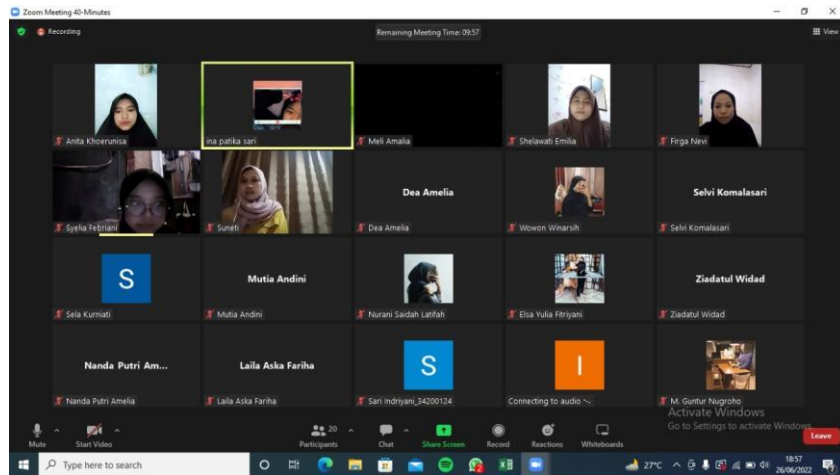 Zoom Meeting 40-Minutes
Recording
Remaining Meeting Time: 09:57
View
Anita Khoerunisa
ina patika sari
Meli Amalia
Shelawati Emilia
Firga Nevi
Syelia Febriani
Suneti
Dea Amelia
Dea Amelia
Wowon Winarsih
Selvi Komalasari
Selvi Komalasari
S
Sela Kurniati
Mutia Andini
Mutia Andini
Nurani Saidah Latifah
Elsa Yulia Fitriyani
Ziadatul Widad
Ziadatul Widad
Nanda Putri Am...
Nanda Putri Amelia
Laila Aska Fariha
Laila Aska Fariha
S
Sari Indriyani_34200124
I
Connecting to audio
M. Guntur Nugroho
Activate Windows
Go to Settings to activate Windows.
Mute
Start Video
20
Participants
Chat
Share Screen
Record
Reactions
Whiteboards
Leave
Type here to search
27°C
18:57
26/06/2022